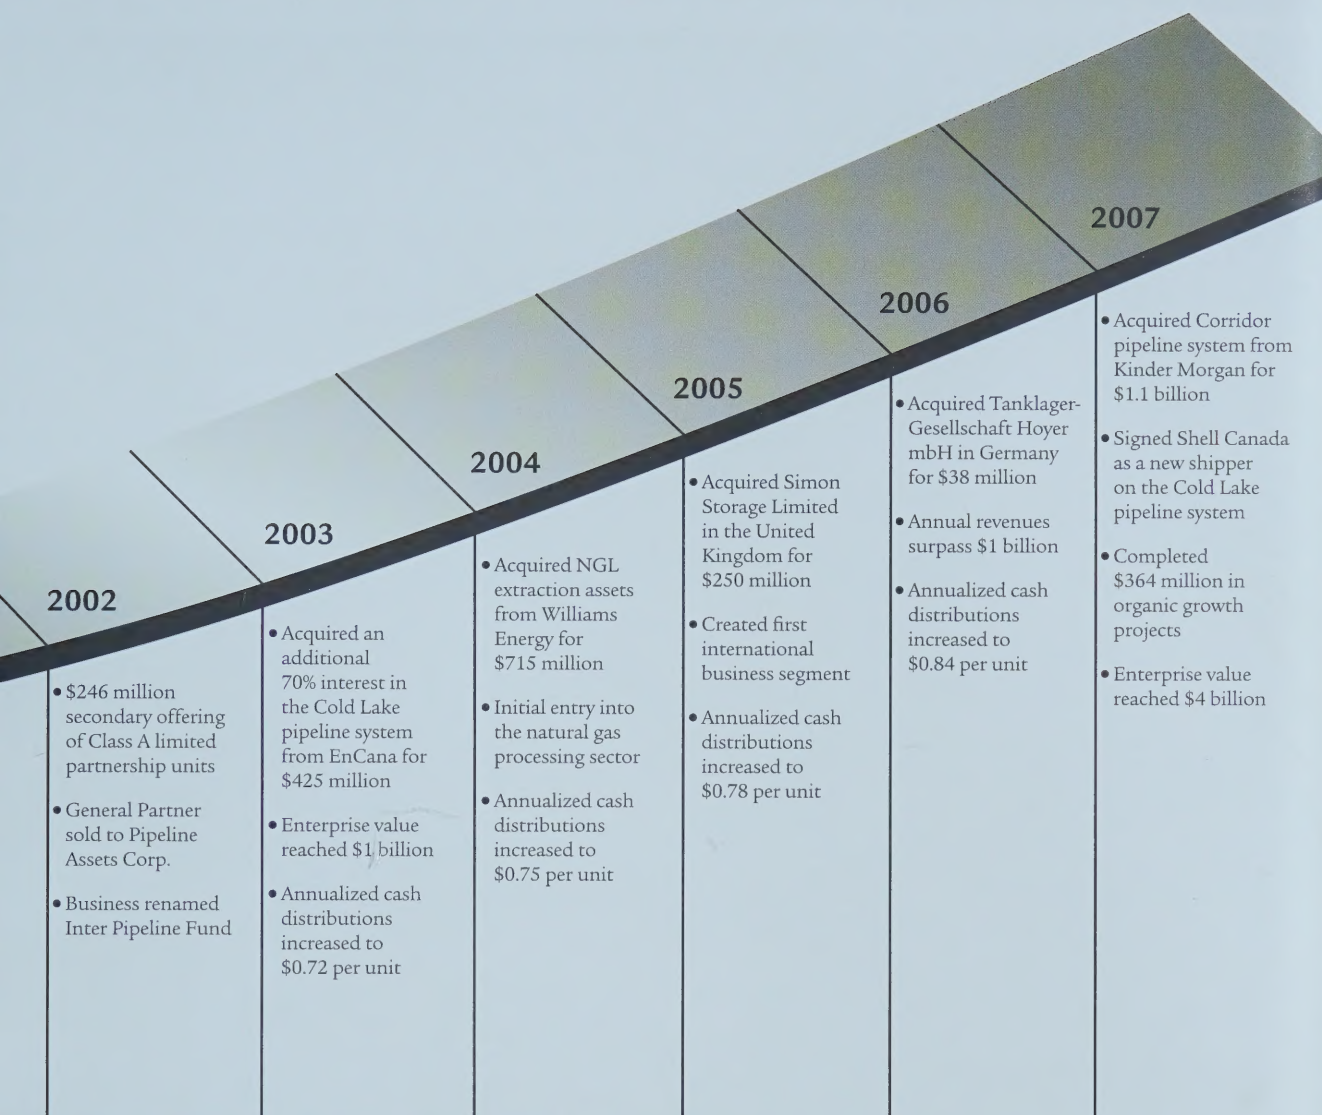 2002
• $246 million
secondary offering
of Class A limited
partnership units
• General Partner
sold to Pipeline
Assets Corp.
• Business renamed
Inter Pipeline Fund
2003
• Acquired an
additional
70% interest in
the Cold Lake
pipeline system
from EnCana for
$425 million
• Enterprise value
reached $1 billion
• Annualized cash
distributions
increased to
$0.72 per unit
2004
• Acquired NGL
extraction assets
from Williams
Energy for
$715 million
• Initial entry into
the natural gas
processing sector
• Annualized cash
distributions
increased to
$0.75 per unit
2005
• Acquired Simon
Storage Limited
in the United
Kingdom for
$250 million
• Created first
international
business segment
• Annualized cash
distributions
increased to
$0.78 per unit
2006
• Acquired Tanklager-
Gesellschaft Hoyer
mbH in Germany
for $38 million
• Annual revenues
surpass $1 billion
• Annualized cash
distributions
increased to
$0.84 per unit
2007
• Acquired Corridor
pipeline system from
Kinder Morgan for
$1.1 billion
• Signed Shell Canada
as a new shipper
on the Cold Lake
pipeline system
• Completed
$364 million in
organic growth
projects
• Enterprise value
reached $4 billion